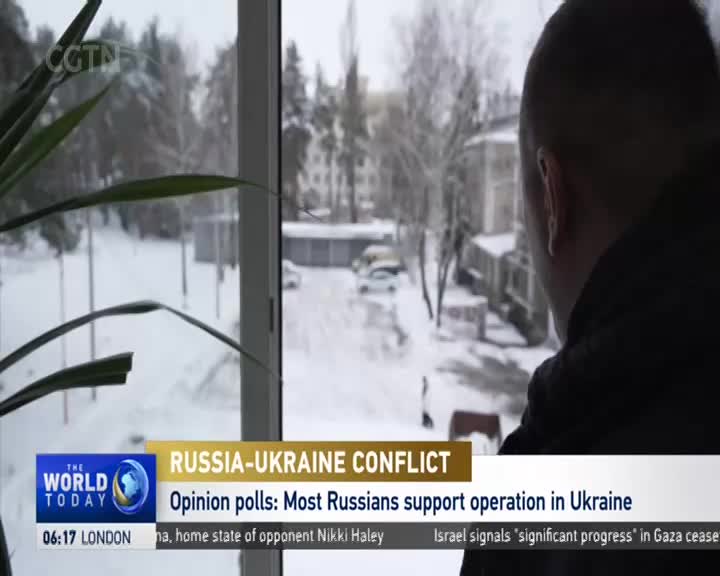 CGTN
RUSSIA-UKRAINE CONFLICT
Opinion polls: Most Russians support operation in Ukraine
THE
WORLD
TODAY
06:17 LONDON
na, home state of opponent Nikki Haley Israel signals "significant progress" in Gaza cease